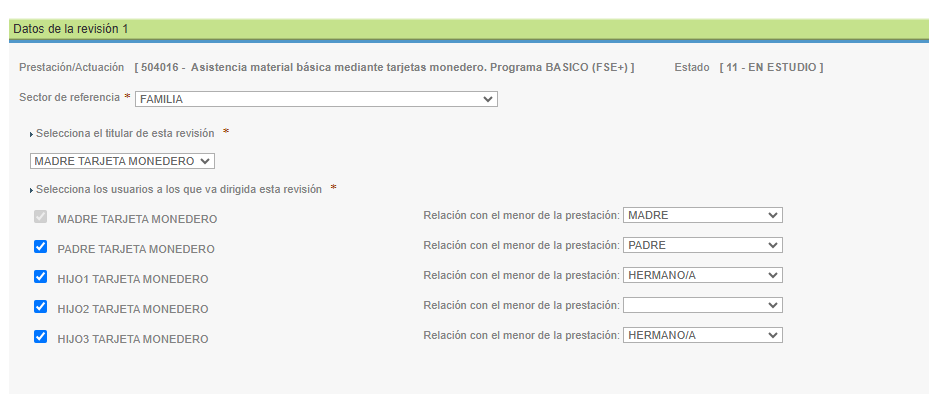 Datos de la revisión 1
Prestación/Actuación [ 504016 - Asistencia material básica mediante tarjetas monedero. Programa BASICO (FSE+) ] Estado [ 11 - EN ESTUDIO ]
Sector de referencia * FAMILIA
Selecciona el titular de esta revisión *
MADRE TARJETA MONEDERO
Selecciona los usuarios a los que va dirigida esta revisión *
MADRE TARJETA MONEDERO Relación con el menor de la prestación: MADRE
PADRE TARJETA MONEDERO Relación con el menor de la prestación: PADRE
HIJO1 TARJETA MONEDERO Relación con el menor de la prestación: HERMANO/A
HIJO2 TARJETA MONEDERO Relación con el menor de la prestación:
HIJO3 TARJETA MONEDERO Relación con el menor de la prestación: HERMANO/A